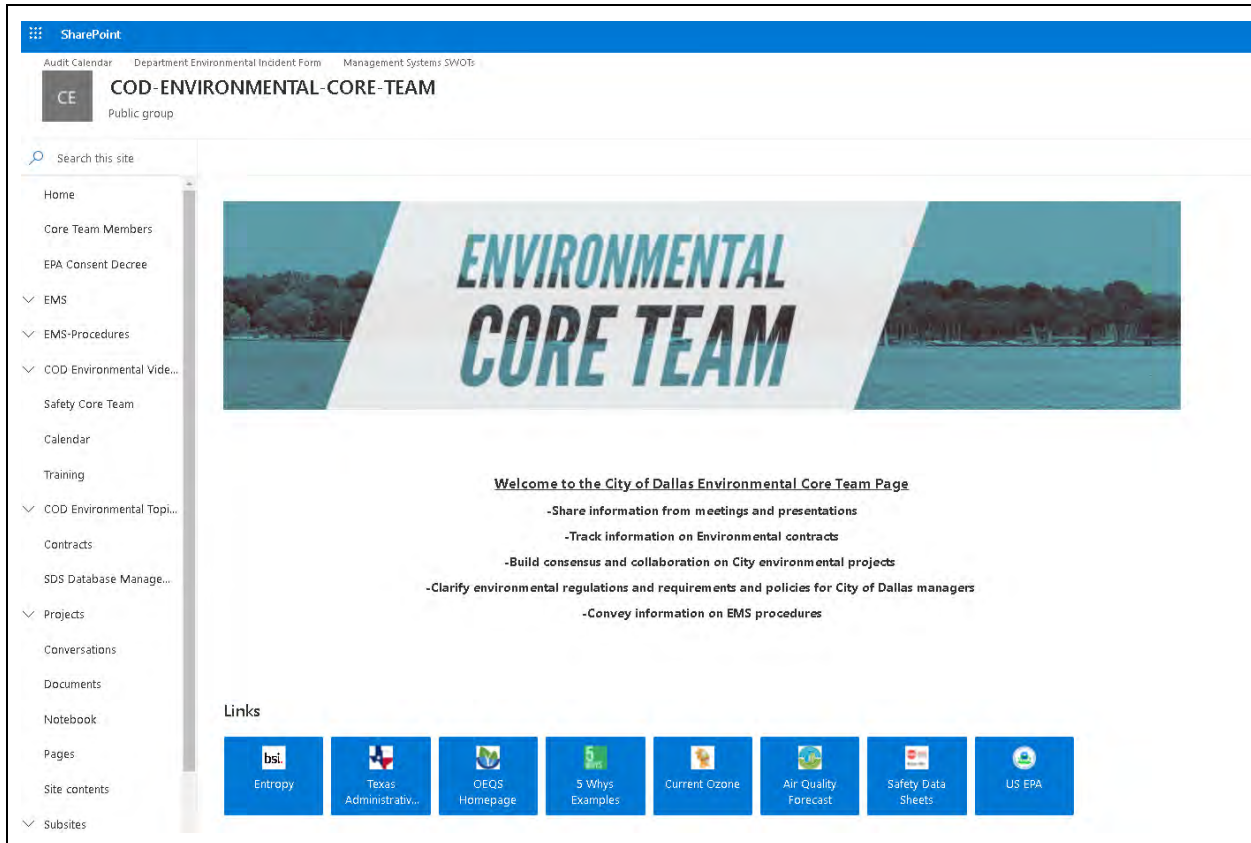 SharePoint
Audit Calendar Department Environmental Incident Form Management Systems SWOTs
CE
COD-ENVIRONMENTAL-CORE-TEAM
Public group
Search this site
Home
Core Team Members
EPA Consent Decree
EMS
EMS-Procedures
COD Environmental Vide...
Safety Core Team
Calendar
Training
COD Environmental Topi...
Contracts
SDS Database Manage...
Projects
Conversations
Documents
Notebook
Pages
Site contents
Subsites
ENVIRONMENTAL
CORE TEAM
Welcome to the City of Dallas Environmental Core Team Page
-Share information from meetings and presentations
-Track information on Environmental contracts
-Build consensus and collaboration on City environmental projects
-Clarify environmental regulations and requirements and policies for City of Dallas managers
-Convey information on EMS procedures
Links
bsi.
Entropy
Texas
Administrativ...
OEQS
Homepage
5
WHYS
5 Whys
Examples
Current Ozone
Air Quality
Forecast
Safety Data
Sheets
US EPA